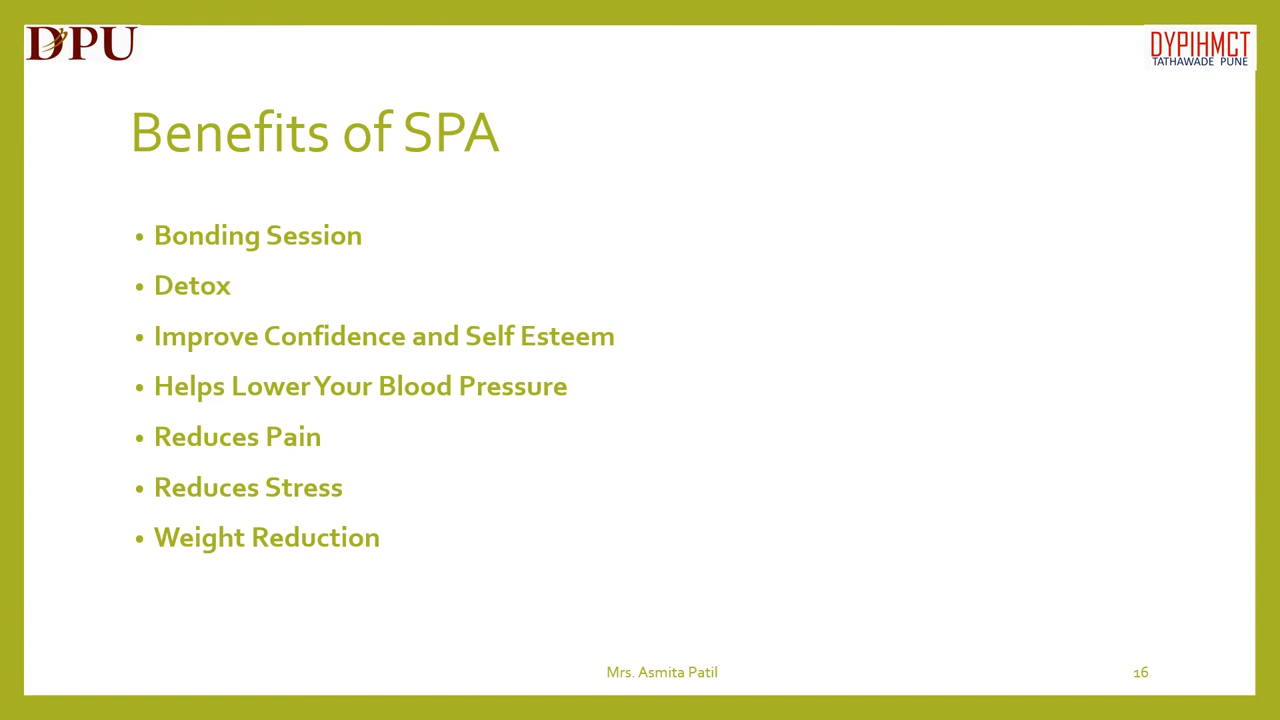 DPU
DYPIHMCT
TATHAWADE PUNE
Benefits of SPA
• Bonding Session
• Detox
• Improve Confidence and Self Esteem
• Helps Lower Your Blood Pressure
• Reduces Pain
• Reduces Stress
• Weight Reduction
Mrs. Asmita Patil
16